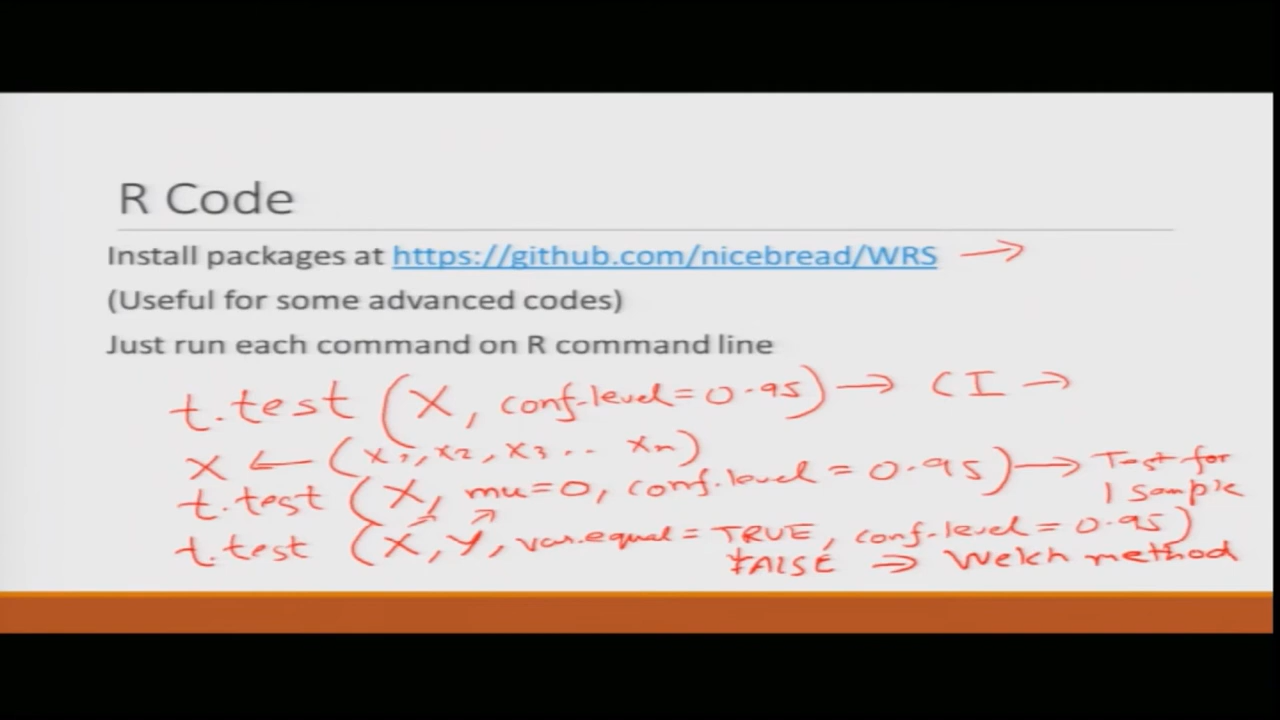 R Code
Install packages at https://github.com/nicebread/WRS →
(Useful for some advanced codes)
Just run each command on R command line
t.test (X, conf.level=0.95) → CI →
X ← (x1, x2, x3 .. xn)
t.test (X, mu=0, conf.level = 0.95) → Test for 1 sample
t.test (X, Y, var.equal = TRUE, conf.level = 0.95)
FALSE → Welch method